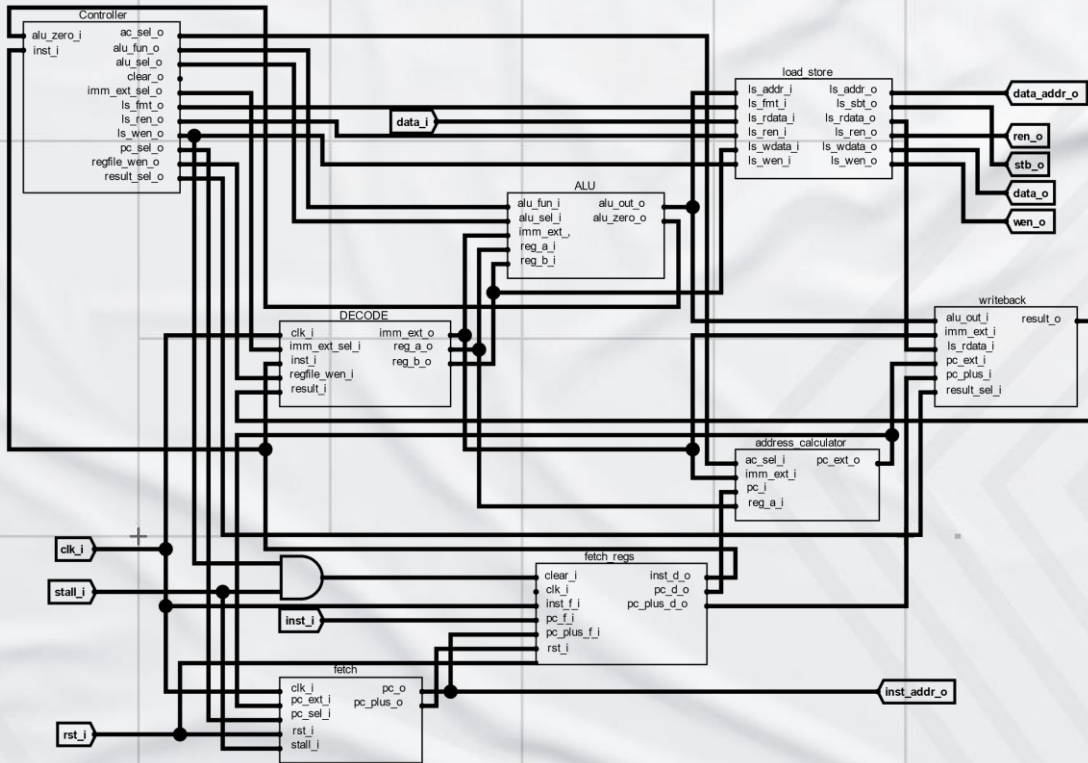 Controller
alu_zero_i
inst_i
ac_sel_o
alu_fun_o
alu_sel_o
clear_o
imm_ext_sel_o
ls_fmt_o
ls_ren_o
ls_wen_o
pc_sel_o
regfile_wen_o
result_sel_o
data_i
load_store
ls_addr_i
ls_fmt_i
ls_rdata_i
ls_ren_i
ls_wdata_i
ls_wen_i
ls_addr_o
ls_sbt_o
ls_rdata_o
ls_ren_o
ls_wdata_o
ls_wen_o
data_addr_o
ren_o
stb_o
data_o
wen_o
ALU
alu_fun_i
alu_sel_i
imm_ext_.
reg_a_i
reg_b_i
alu_out_o
alu_zero_o
DECODE
clk_i
imm_ext_sel_i
inst_i
regfile_wen_i
result_i
imm_ext_o
reg_a_o
reg_b_o
writeback
alu_out_i
imm_ext_i
ls_rdata_i
pc_ext_i
pc_plus_i
result_sel_i
result_o
address_calculator
ac_sel_i
imm_ext_i
pc_i
reg_a_i
pc_ext_o
clk_i
stall_i
inst_i
rst_i
fetch_regs
clear_i
clk_i
inst_f_i
pc_f_i
pc_plus_f_i
rst_i
inst_d_o
pc_d_o
pc_plus_d_o
fetch
clk_i
pc_ext_i
pc_sel_i
rst_i
stall_i
pc_o
pc_plus_o
inst_addr_o